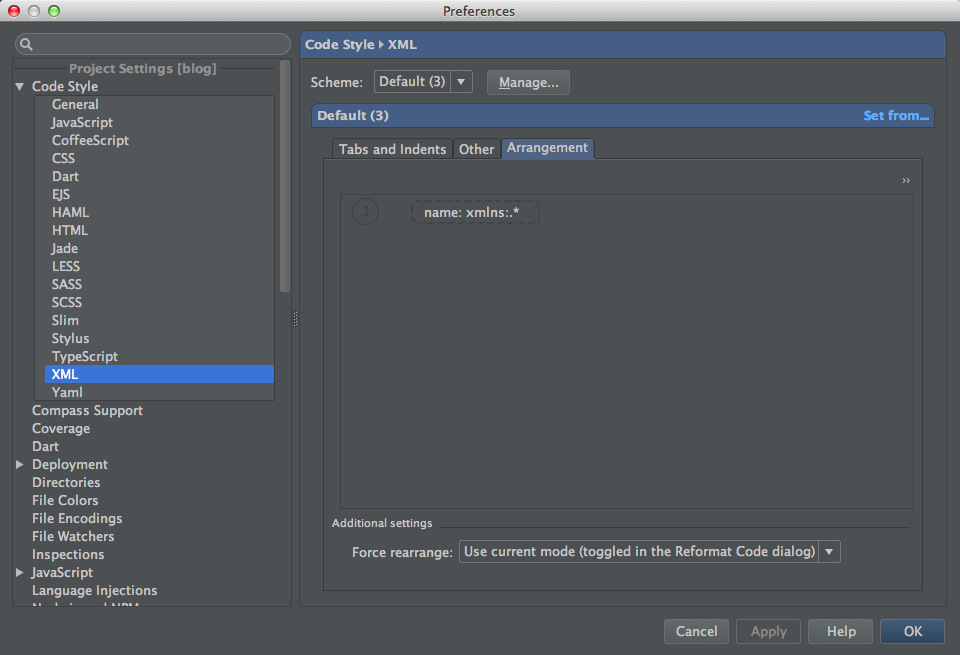 Preferences
Project Settings [blog]
Code Style
General
JavaScript
CoffeeScript
CSS
Dart
EJS
HAML
HTML
Jade
LESS
SASS
SCSS
Slim
Stylus
TypeScript
XML
Yaml
Compass Support
Coverage
Dart
Deployment
Directories
File Colors
File Encodings
File Watchers
Inspections
JavaScript
Language Injections
Code Style ▸ XML
Scheme: Default (3) Manage...
Default (3) Set from...
Tabs and Indents Other Arrangement
»
1 name: xmlns:.*
Additional settings
Force rearrange: Use current mode (toggled in the Reformat Code dialog)
Cancel Apply Help OK